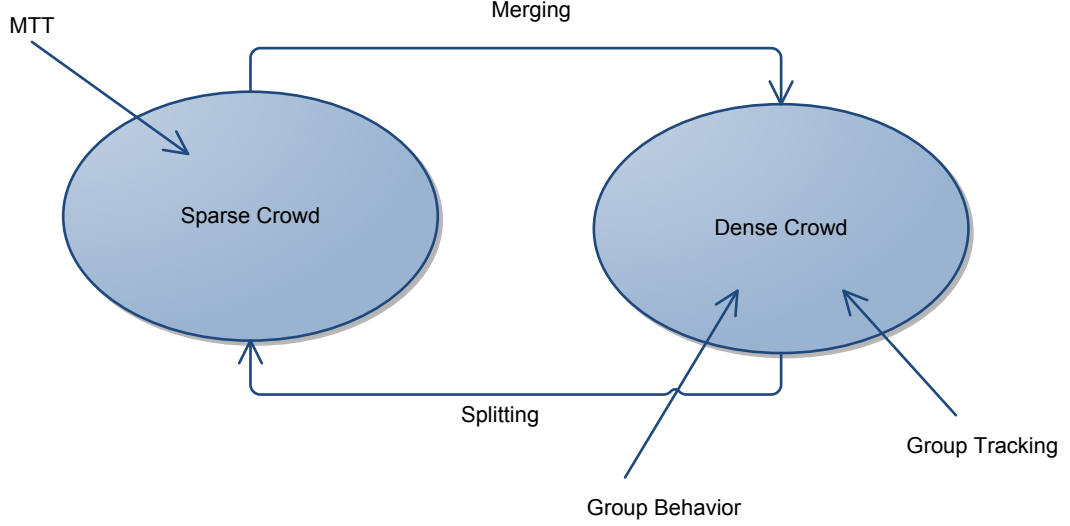 Merging
MTT
Sparse Crowd
Dense Crowd
Splitting
Group Tracking
Group Behavior